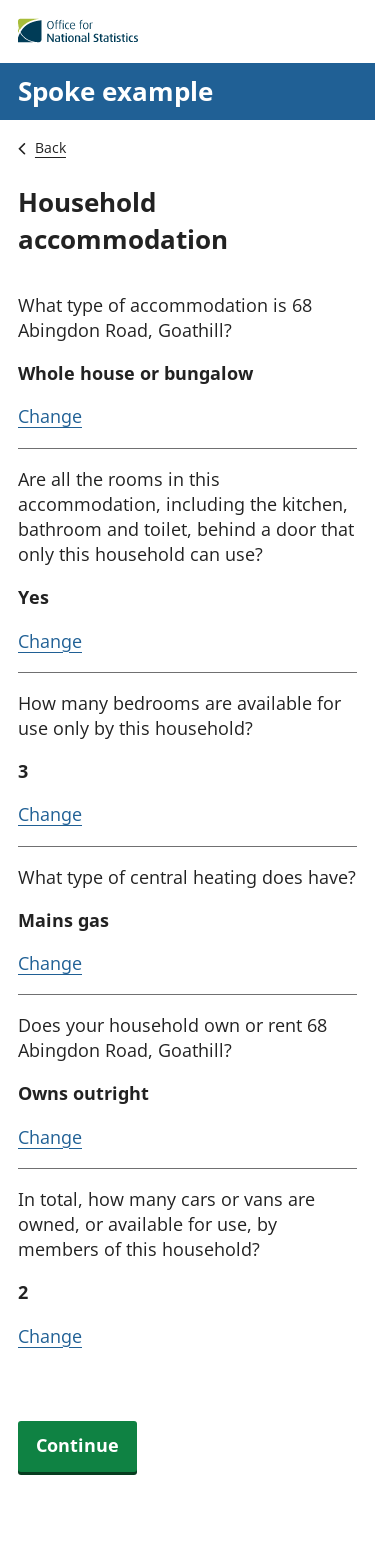 Office for
National Statistics
Spoke example
Back
Household
accommodation
What type of accommodation is 68
Abingdon Road, Goathill?
Whole house or bungalow
Change
Are all the rooms in this
accommodation, including the kitchen,
bathroom and toilet, behind a door that
only this household can use?
Yes
Change
How many bedrooms are available for
use only by this household?
3
Change
What type of central heating does have?
Mains gas
Change
Does your household own or rent 68
Abingdon Road, Goathill?
Owns outright
Change
In total, how many cars or vans are
owned, or available for use, by
members of this household?
2
Change
Continue